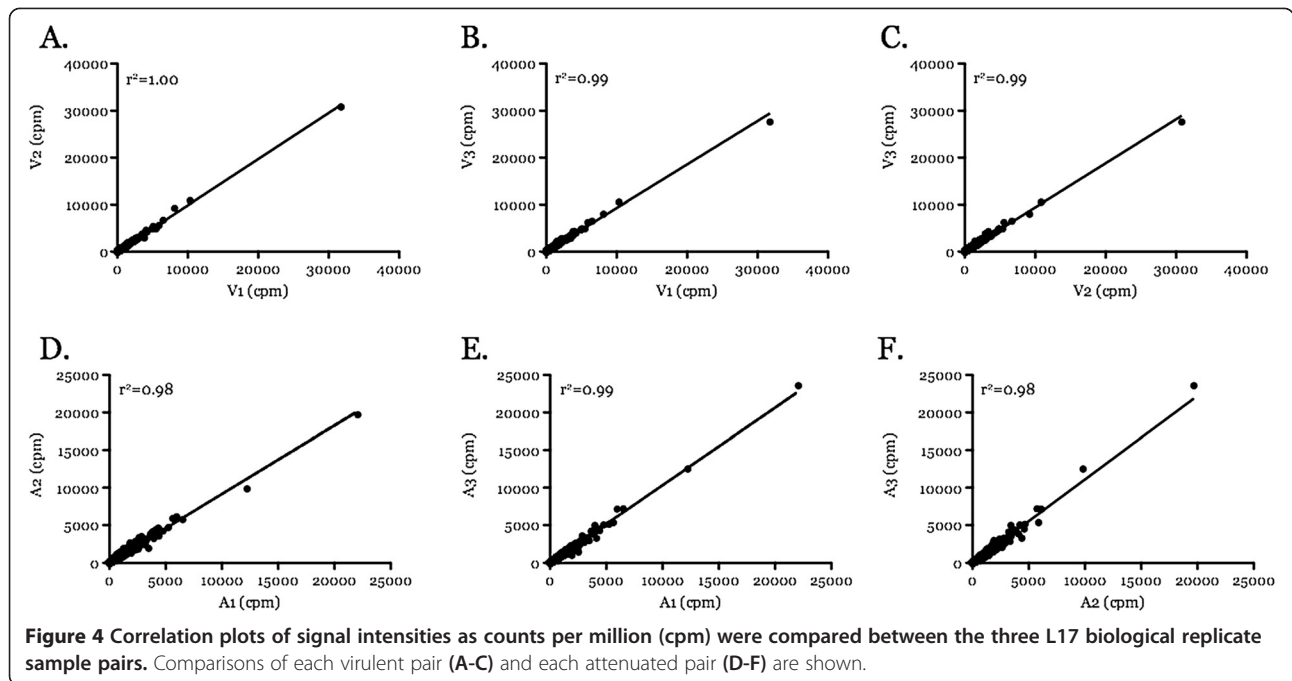 A.
r²=1.00
40000
30000
20000
10000
0
V2 (cpm)
0 10000 20000 30000 40000
V1 (cpm)
B.
r²=0.99
40000
30000
20000
10000
0
V3 (cpm)
0 10000 20000 30000 40000
V1 (cpm)
C.
r²=0.99
40000
30000
20000
10000
0
V3 (cpm)
0 10000 20000 30000 40000
V2 (cpm)
D.
r²=0.98
25000
20000
15000
10000
5000
0
A2 (cpm)
0 5000 10000 15000 20000 25000
A1 (cpm)
E.
r²=0.99
25000
20000
15000
10000
5000
0
A3 (cpm)
0 5000 10000 15000 20000 25000
A1 (cpm)
F.
r²=0.98
25000
20000
15000
10000
5000
0
A3 (cpm)
0 5000 10000 15000 20000 25000
A2 (cpm)
Figure 4 Correlation plots of signal intensities as counts per million (cpm) were compared between the three L17 biological replicate
sample pairs. Comparisons of each virulent pair (A-C) and each attenuated pair (D-F) are shown.